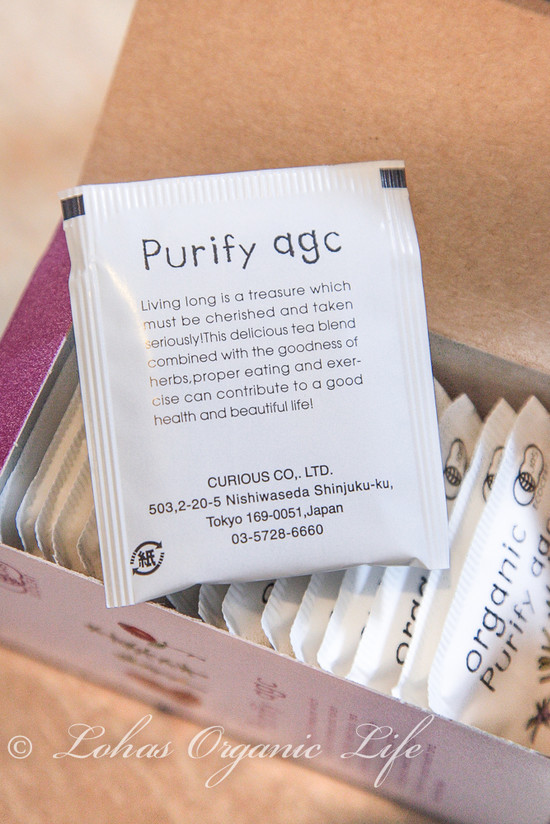 Purify agc
Living long is a treasure which
must be cherished and taken
seriously!This delicious tea blend
combined with the goodness of
herbs,proper eating and exer-
cise can contribute to a good
health and beautiful life!
CURIOUS CO,. LTD.
503,2-20-5 Nishiwaseda Shinjuku-ku,
Tokyo 169-0051,Japan
03-5728-6660
紙
organic
Purify
organic
Purify agc
© Lohas Organic Life